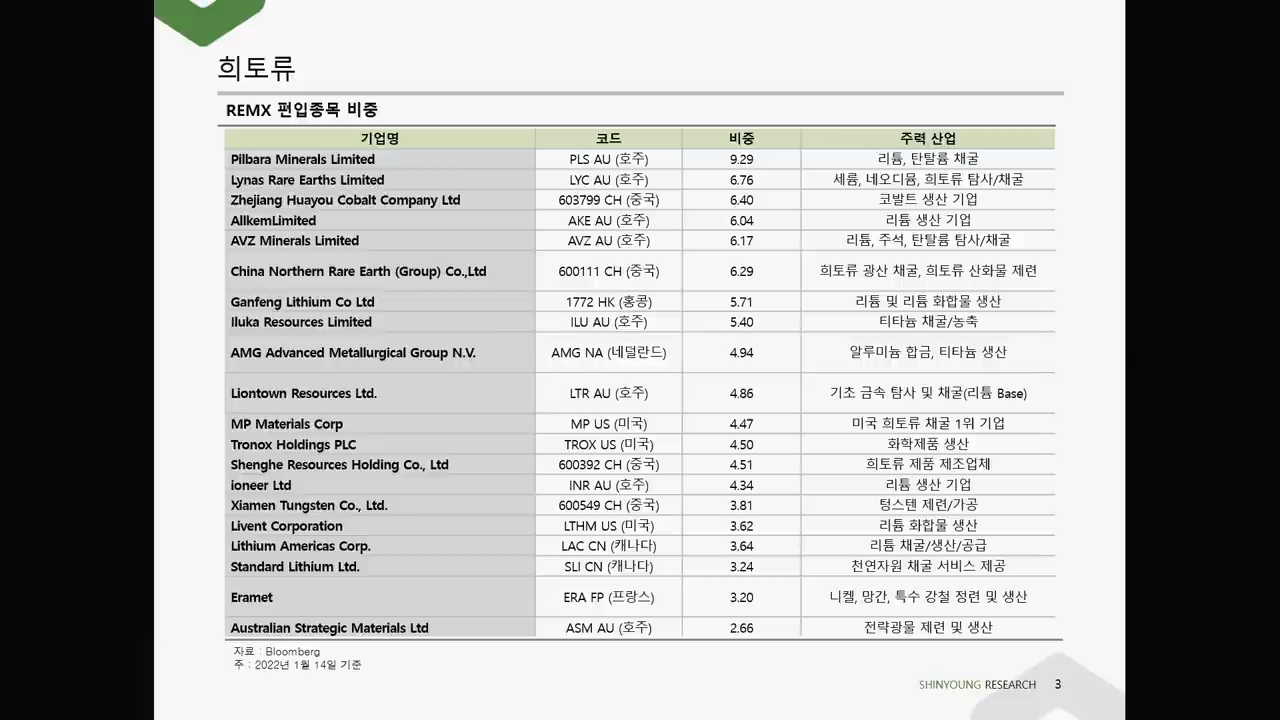 희토류
REMX 편입종목 비중
기업명 코드 비중 주력 산업
Pilbara Minerals Limited PLS AU (호주) 9.29 리튬, 탄탈륨 채굴
Lynas Rare Earths Limited LYC AU (호주) 6.76 세륨, 네오디뮴, 희토류 탐사/채굴
Zhejiang Huayou Cobalt Company Ltd 603799 CH (중국) 6.40 코발트 생산 기업
AllkemLimited AKE AU (호주) 6.04 리튬 생산 기업
AVZ Minerals Limited AVZ AU (호주) 6.17 리튬, 주석, 탄탈륨 탐사/채굴
China Northern Rare Earth (Group) Co.,Ltd 600111 CH (중국) 6.29 희토류 광산 채굴, 희토류 산화물 제련
Ganfeng Lithium Co Ltd 1772 HK (홍콩) 5.71 리튬 및 리튬 화합물 생산
Iluka Resources Limited ILU AU (호주) 5.40 티타늄 채굴/농축
AMG Advanced Metallurgical Group N.V. AMG NA (네덜란드) 4.94 알루미늄 합금, 티타늄 생산
Liontown Resources Ltd. LTR AU (호주) 4.86 기초 금속 탐사 및 채굴(리튬 Base)
MP Materials Corp MP US (미국) 4.47 미국 희토류 채굴 1위 기업
Tronox Holdings PLC TROX US (미국) 4.50 화학제품 생산
Shenghe Resources Holding Co., Ltd 600392 CH (중국) 4.51 희토류 제품 제조업체
ioneer Ltd INR AU (호주) 4.34 리튬 생산 기업
Xiamen Tungsten Co., Ltd. 600549 CH (중국) 3.81 텅스텐 제련/가공
Livent Corporation LTHM US (미국) 3.62 리튬 화합물 생산
Lithium Americas Corp. LAC CN (캐나다) 3.64 리튬 채굴/생산/공급
Standard Lithium Ltd. SLI CN (캐나다) 3.24 천연자원 채굴 서비스 제공
Eramet ERA FP (프랑스) 3.20 니켈, 망간, 특수 강철 정련 및 생산
Australian Strategic Materials Ltd ASM AU (호주) 2.66 전략광물 제련 및 생산
자료 : Bloomberg
주 : 2022년 1월 14일 기준
SHINYOUNG RESEARCH 3